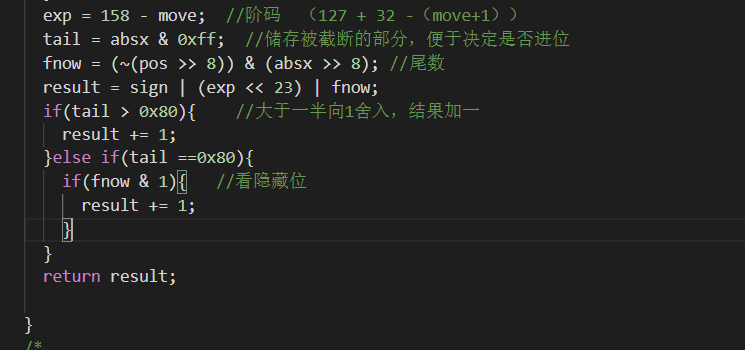 exp = 158 - move;  //阶码  （127 + 32 -（move+1））
tail = absx & 0xff;  //储存被截断的部分，便于决定是否进位
fnow = (~(pos >> 8)) & (absx >> 8); //尾数
result = sign | (exp << 23) | fnow;
if(tail > 0x80){    //大于一半向1舍入，结果加一
result += 1;
}else if(tail ==0x80){
if(fnow & 1){   //看隐藏位
result += 1;
}
}
return result;
}
/*